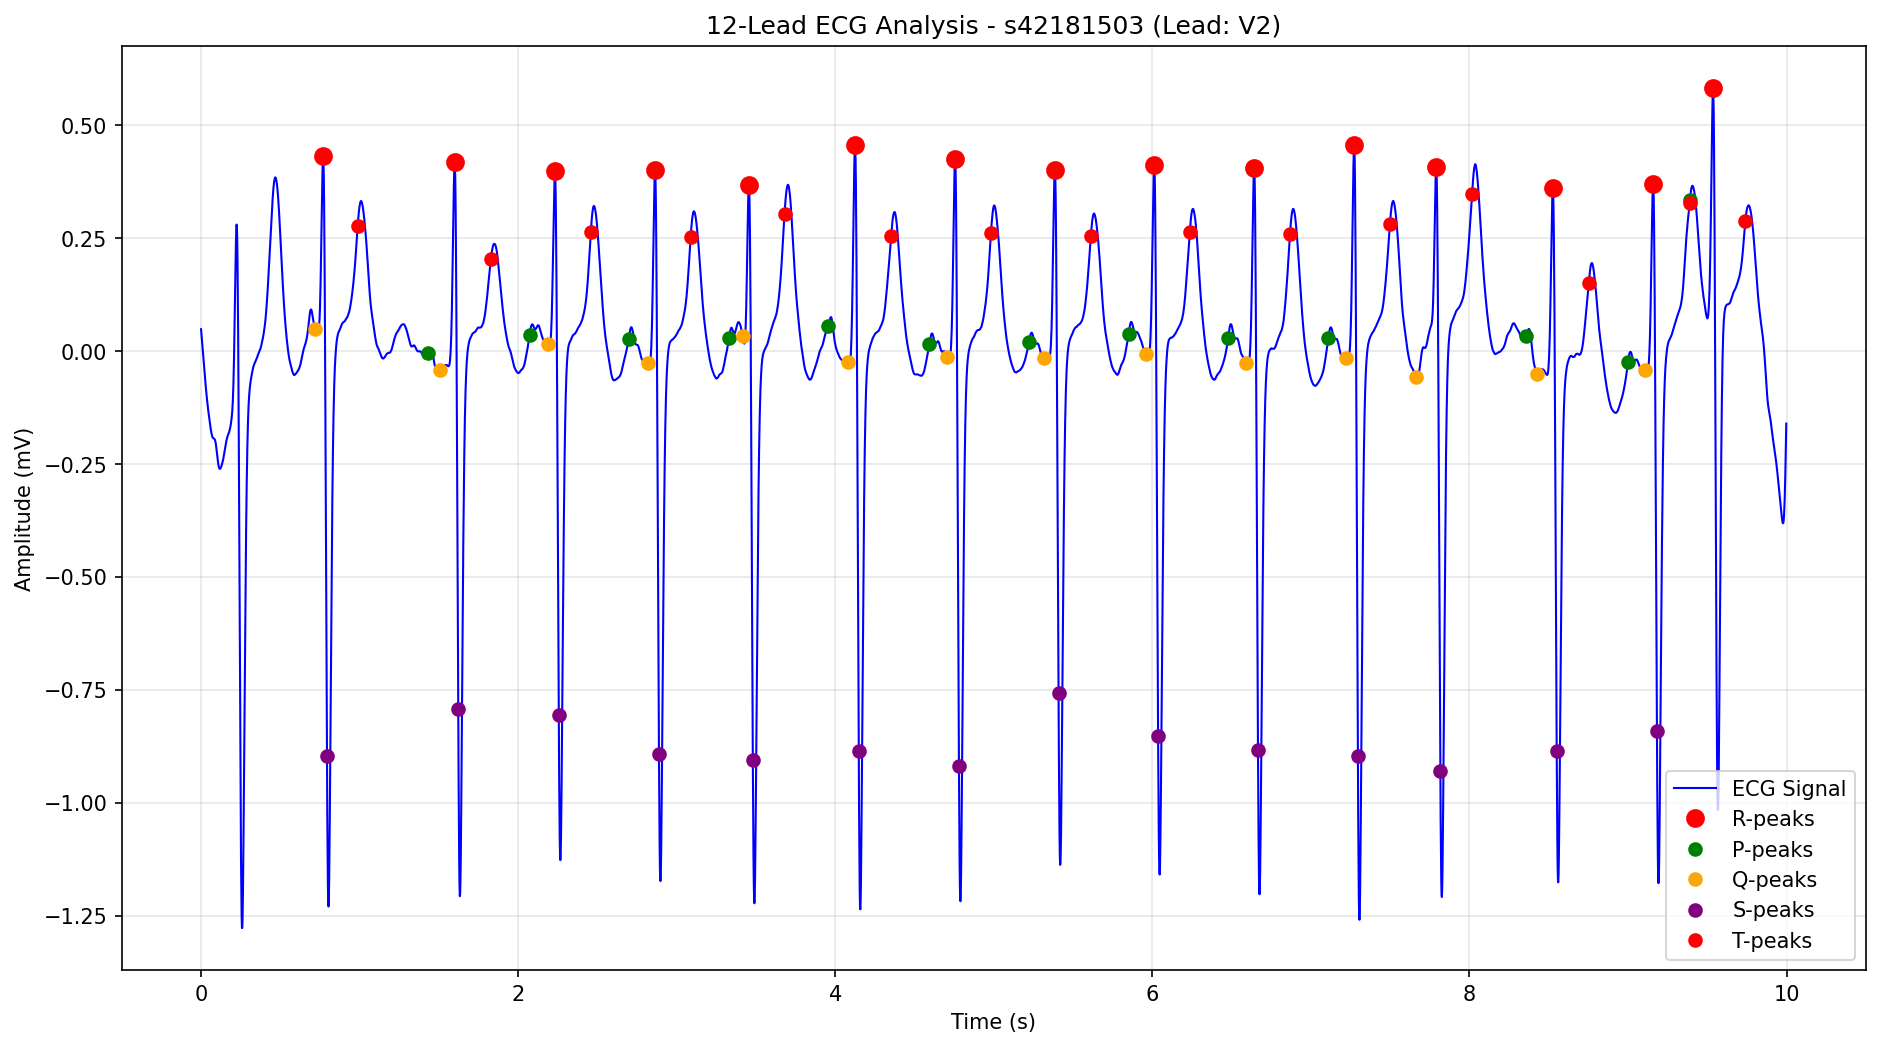 12-Lead ECG Analysis - s42181503 (Lead: V2)
0.50
0.25
0.00
−0.25
−0.50
−0.75
−1.00
−1.25
Amplitude (mV)
0 2 4 6 8 10
Time (s)
ECG Signal
R-peaks
P-peaks
Q-peaks
S-peaks
T-peaks